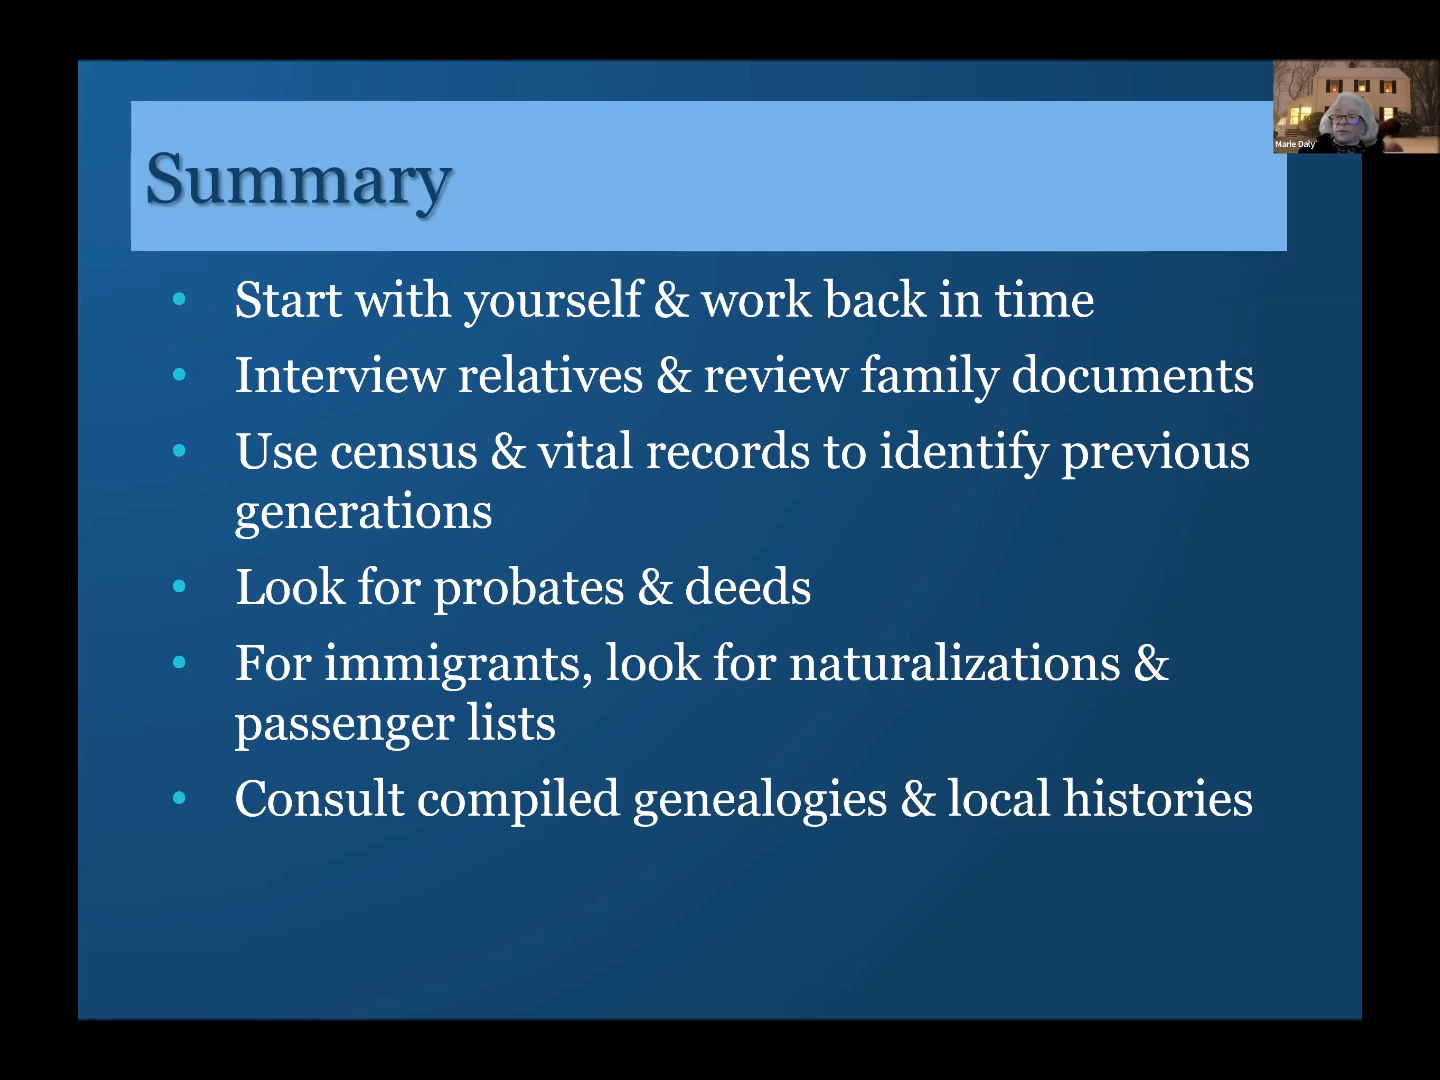 Summary
Marie Daly
• Start with yourself & work back in time
• Interview relatives & review family documents
• Use census & vital records to identify previous
generations
• Look for probates & deeds
• For immigrants, look for naturalizations &
passenger lists
• Consult compiled genealogies & local histories